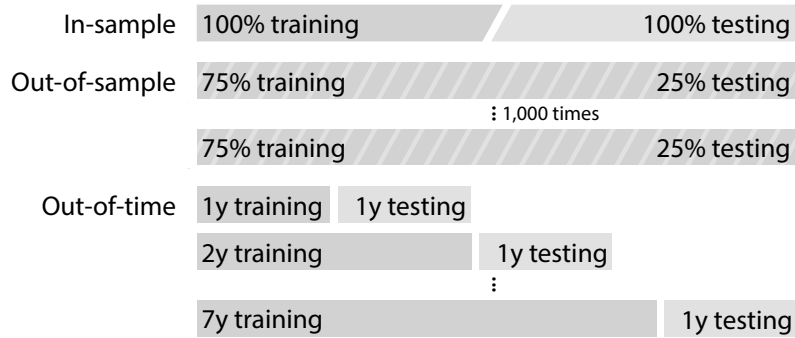 In-sample 100% training 100% testing
Out-of-sample 75% training 25% testing
⋮ 1,000 times
75% training 25% testing
Out-of-time 1y training 1y testing
2y training 1y testing
⋮
7y training 1y testing